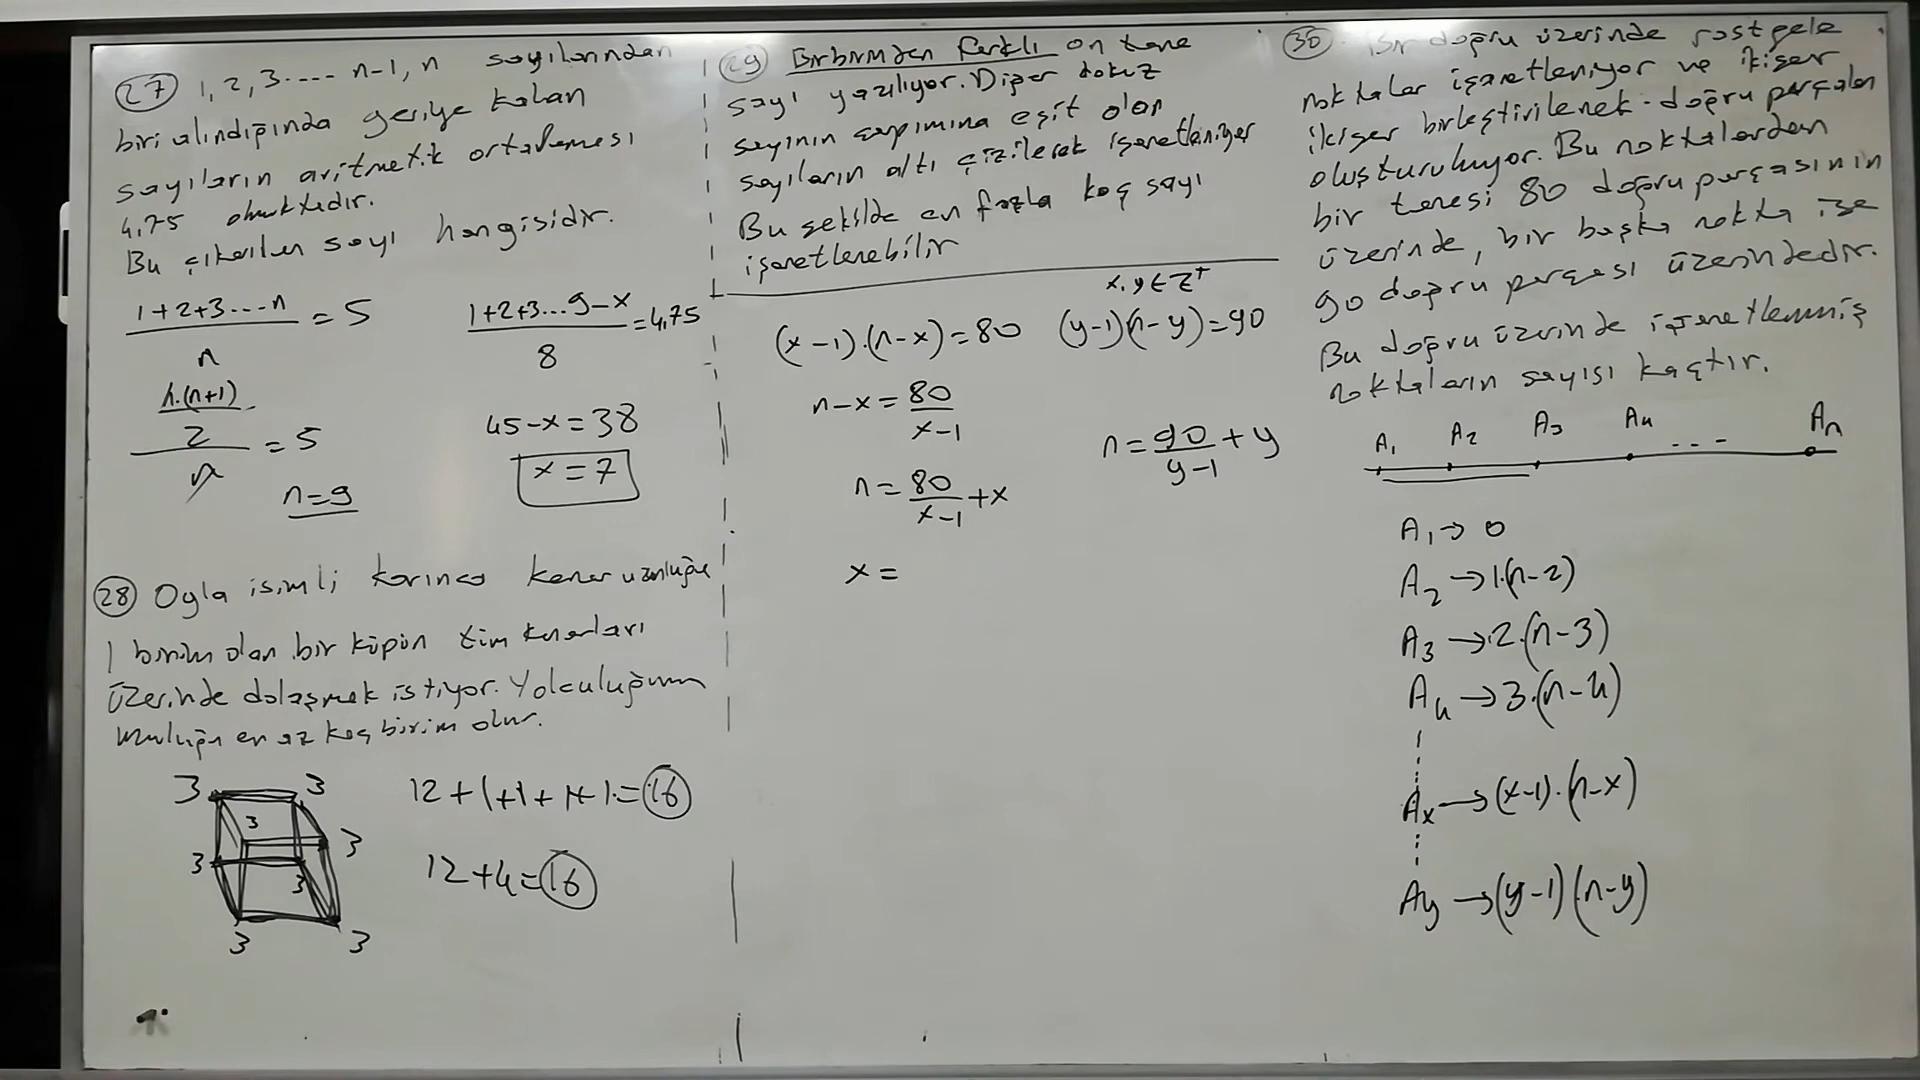 27 1, 2, 3 .... n-1, n sayılarından
biri alındığında geriye kalan
sayıların aritmetik ortalaması
4,75 olmaktadır.
Bu çıkarılan sayı hangisidir.
1+2+3...n / n = 5
1+2+3...9-x / 8 = 4,75
n.(n+1) / 2 / n = 5
n=9
45-x=38
x=7
28 Oyla isimli karınca kenar uzunluğu
1 birim olan bir küpün tüm kenarları
üzerinde dolaşmak istiyor. Yolculuğunun
uzunluğu en az kaç birim olur.
3 3
3 3
3 3
3 3
12+1+1+1+1=16
12+4=16
29 Birbirinden farklı on tane
sayı yazılıyor. Diğer dokuz
sayının çarpımına eşit olan
sayıların altı çizilerek işaretleniyor
Bu şekilde en fazla kaç sayı
işaretlenebilir
x, y ∈ Z⁺
(x-1).(n-x)=80 (y-1)(n-y)=90
n-x = 80 / x-1
n = 90 / y-1 + y
n = 80 / x-1 + x
x =
30 Bir doğru üzerinde rastgele
noktalar işaretleniyor ve ikişer
ikişer birleştirilerek doğru parçaları
oluşturuluyor. Bu noktalardan
bir tanesi 80 doğru parçasının
üzerinde, bir başka nokta ise
90 doğru parçası üzerindedir.
Bu doğru üzerinde işaretlenmiş
noktaların sayısı kaçtır.
A₁ A₂ A₃ A₄ ... Aₙ
A₁ → 0
A₂ → 1.(n-2)
A₃ → 2.(n-3)
A₄ → 3.(n-4)
Aₓ → (x-1).(n-x)
Ay → (y-1)(n-y)